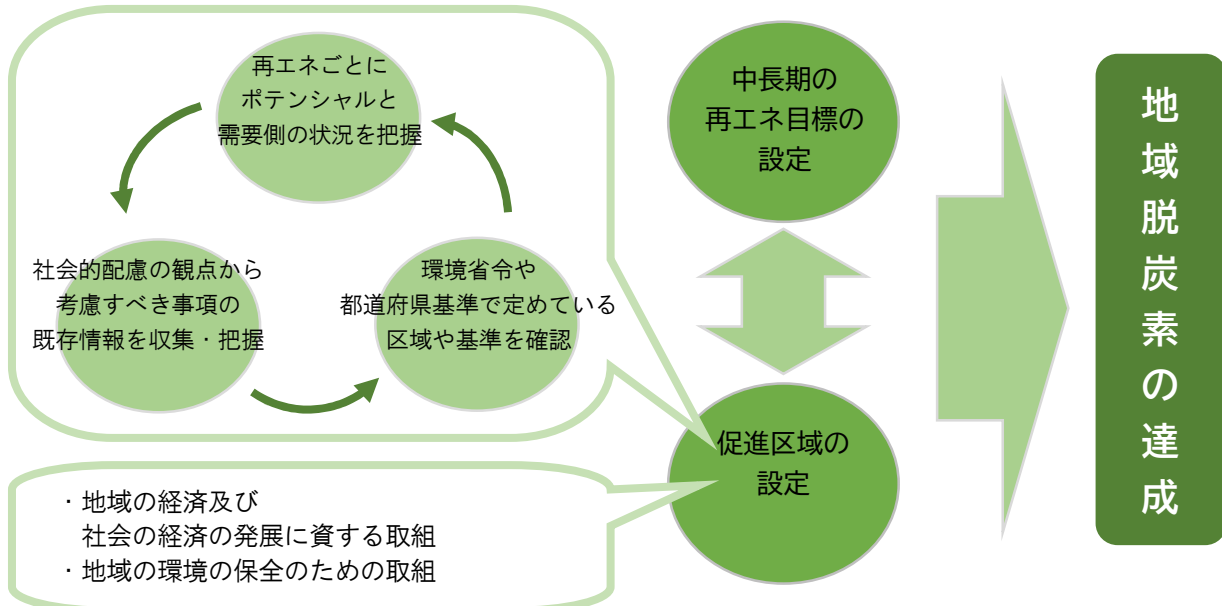 再エネごとに
ポテンシャルと
需要側の状況を把握
社会的配慮の観点から
考慮すべき事項の
既存情報を収集・把握
環境省令や
都道府県基準で定めている
区域や基準を確認
・地域の経済及び
社会の経済の発展に資する取組
・地域の環境の保全のための取組
中長期の
再エネ目標の
設定
促進区域の
設定
地域脱炭素の達成